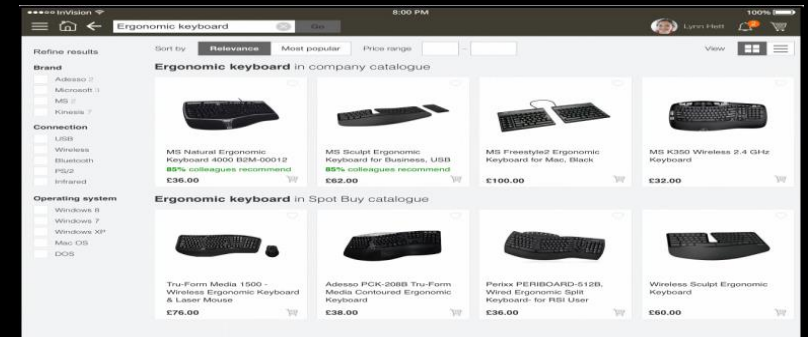 InVision
8:00 PM
100%
Ergonomic keyboard
Go
Lynn Hett
Refine results
Sort by Relevance Most popular Price range -
View
Brand
Adesso 2
Microsoft 3
MS
Kinesis 7
Connection
USB
Wireless
Bluetooth
PS/2
Infrared
Operating system
Windows 8
Windows 7
Windows XP
Mac OS
DOS
Ergonomic keyboard in company catalogue
MS Natural Ergonomic
Keyboard 4000 B2M-00012
85% colleagues recommend
£36.00
MS Sculpt Ergonomic
Keyboard for Business, USB
85% colleagues recommend
£62.00
MS Freestyle2 Ergonomic
Keyboard for Mac, Black
£100.00
MS K350 Wireless 2.4 GHz
Keyboard
£32.00
Ergonomic keyboard in Spot Buy catalogue
Tru-Form Media 1500 -
Wireless Ergonomic Keyboard
& Laser Mouse
£76.00
Adesso PCK-208B Tru-Form
Media Contoured Ergonomic
Keyboard
£38.00
Perixx PERIBOARD-512B,
Wired Ergonomic Split
Keyboard- for RSI User
£36.00
Wireless Sculpt Ergonomic
Keyboard
£60.00